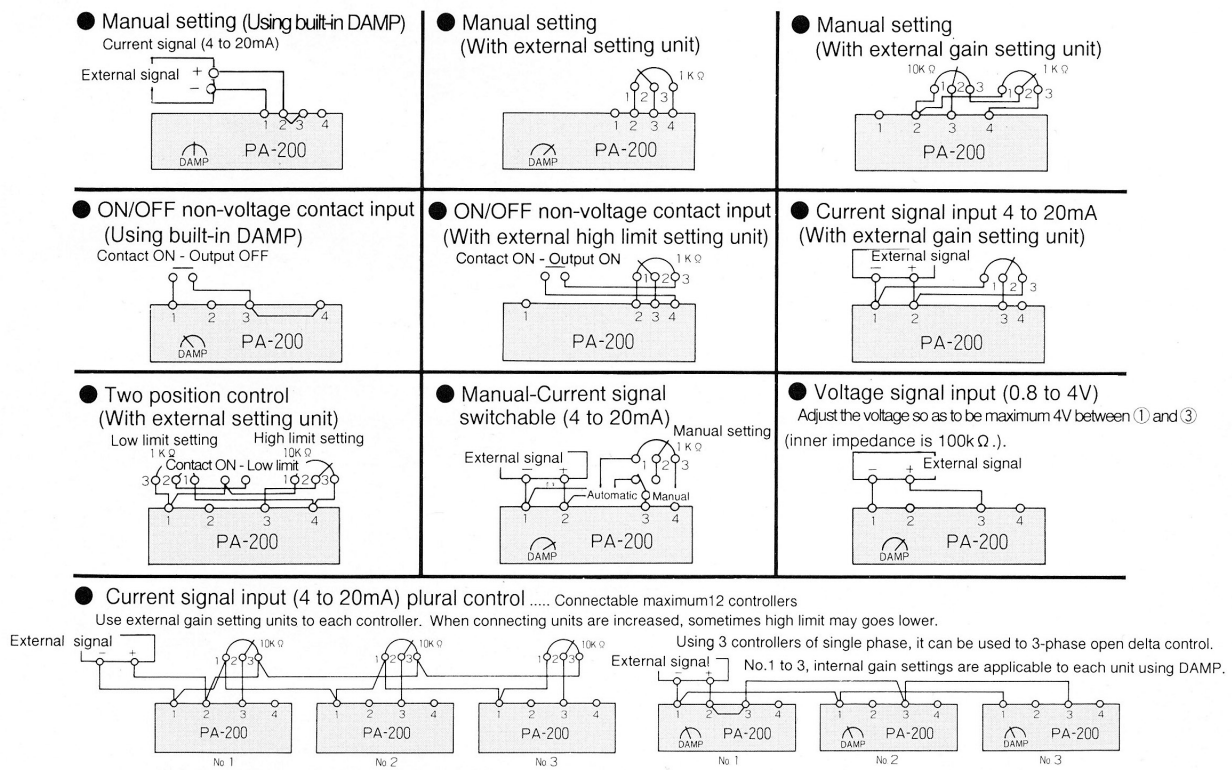 ● Manual setting (Using built-in DAMP)
Current signal (4 to 20mA)
External signal + −
1 2 3 4
DAMP PA-200
● Manual setting
(With external setting unit)
1KΩ
1 2 3
1 2 3 4
DAMP PA-200
● Manual setting
(With external gain setting unit)
10KΩ 1KΩ
1 2 3 1 2 3
1 2 3 4
PA-200
● ON/OFF non-voltage contact input
(Using built-in DAMP)
Contact ON - Output OFF
1 2 3 4
DAMP PA-200
● ON/OFF non-voltage contact input
(With external high limit setting unit)
Contact ON - Output ON 1KΩ
1 2 3
1 2 3 4
PA-200
● Current signal input 4 to 20mA
(With external gain setting unit)
External signal
− +
1 2 3
1 2 3 4
PA-200
● Two position control
(With external setting unit)
Low limit setting High limit setting
1KΩ 10KΩ
Contact ON - Low limit
3 2 1 1 2 3
1 2 3 4
PA-200
● Manual-Current signal
switchable (4 to 20mA)
Manual setting
1KΩ
External signal
− + 1 2 3
Automatic Manual
1 2 3 4
DAMP PA-200
● Voltage signal input (0.8 to 4V)
Adjust the voltage so as to be maximum 4V between ① and ③
(inner impedance is 100kΩ.).
External signal
− +
1 2 3 4
DAMP PA-200
● Current signal input (4 to 20mA) plural control ..... Connectable maximum12 controllers
Use external gain setting units to each controller. When connecting units are increased, sometimes high limit may goes lower.
External signal
− +
1 2 3 10KΩ 1 2 3 10KΩ 1 2 3 10KΩ
1 2 3 4 1 2 3 4 1 2 3 4
PA-200 PA-200 PA-200
No 1 No 2 No 3
Using 3 controllers of single phase, it can be used to 3-phase open delta control.
External signal No.1 to 3, internal gain settings are applicable to each unit using DAMP.
− +
1 2 3 4 1 2 3 4 1 2 3 4
DAMP PA-200 DAMP PA-200 DAMP PA-200
No 1 No 2 No 3